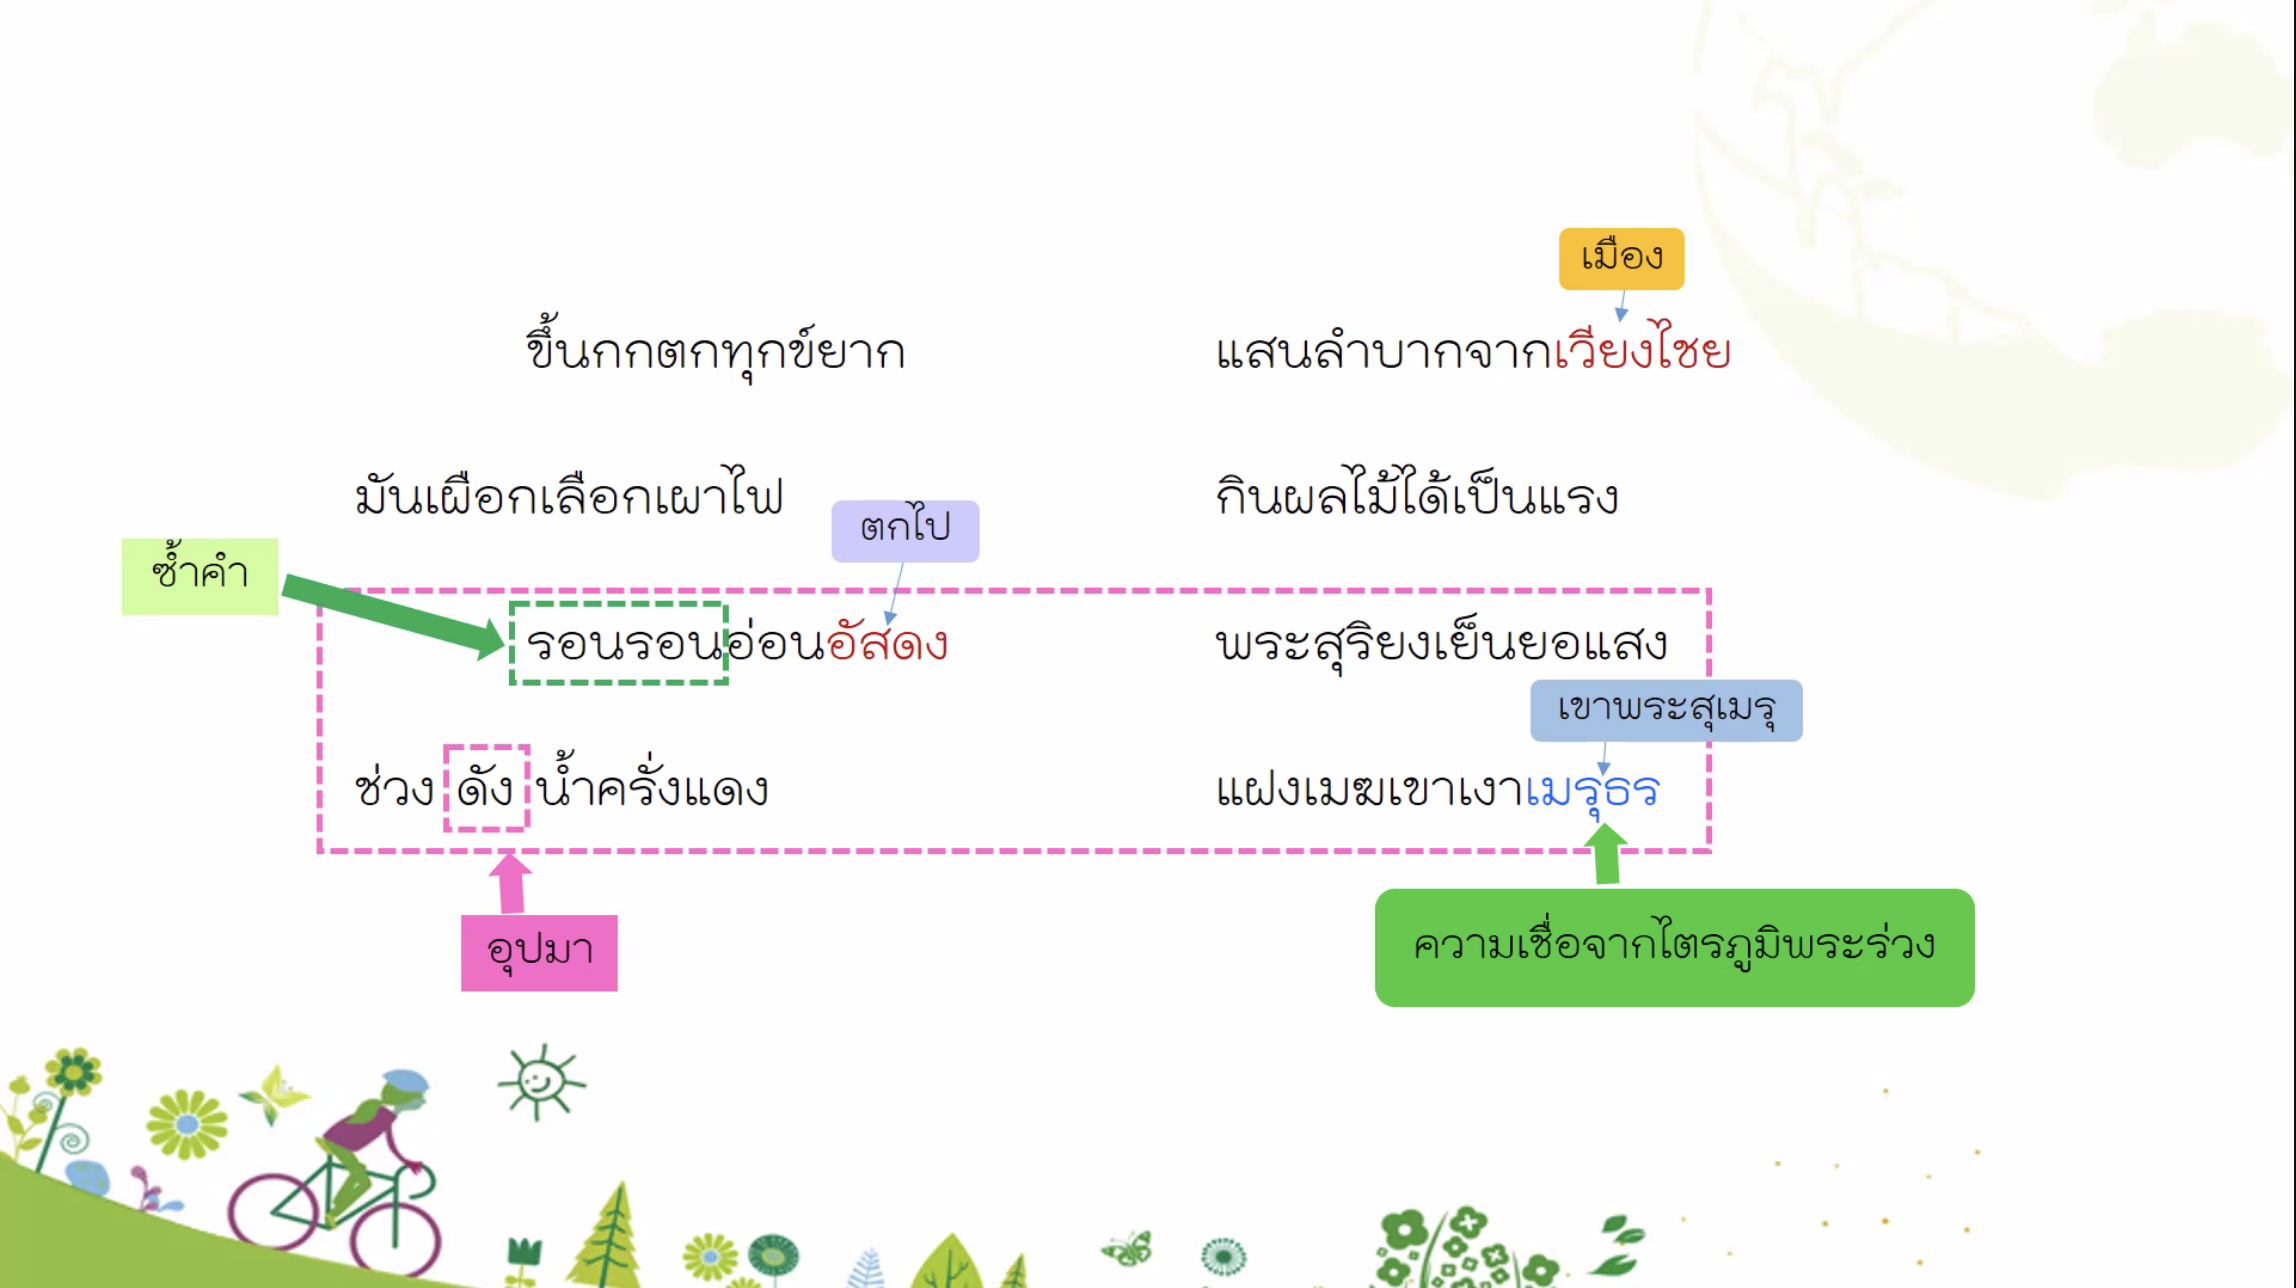 เมือง
ขึ้นกกตกทุกข์ยาก แสนลำบากจากเวียงไชย
มันเผือกเลือกเผาไฟ กินผลไม้ได้เป็นแรง
ตกไป
ซ้ำคำ
รอนรอนอ่อนอัสดง พระสุริยงเย็นยอแสง
เขาพระสุเมรุ
ช่วง ดัง น้ำครั่งแดง แฝงเมฆเขาเงาเมรุธร
อุปมา
ความเชื่อจากไตรภูมิพระร่วง